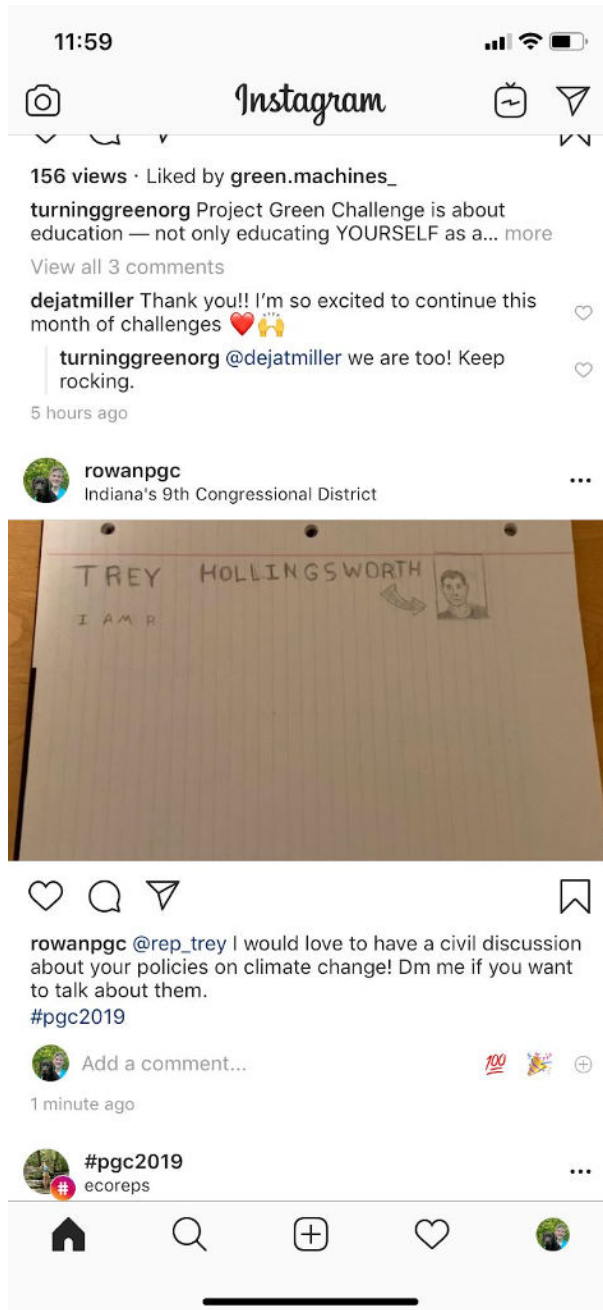 11:59
Instagram
156 views · Liked by green.machines_
turninggreenorg Project Green Challenge is about
education — not only educating YOURSELF as a... more
View all 3 comments
dejatmiller Thank you!! I'm so excited to continue this
month of challenges ❤️🙌
turninggreenorg @dejatmiller we are too! Keep
rocking.
5 hours ago
rowanpgc
Indiana's 9th Congressional District
TREY HOLLINGSWORTH
I AM R
rowanpgc @rep_trey I would love to have a civil discussion
about your policies on climate change! Dm me if you want
to talk about them.
#pgc2019
Add a comment... 💯 🎉
1 minute ago
#pgc2019
ecoreps